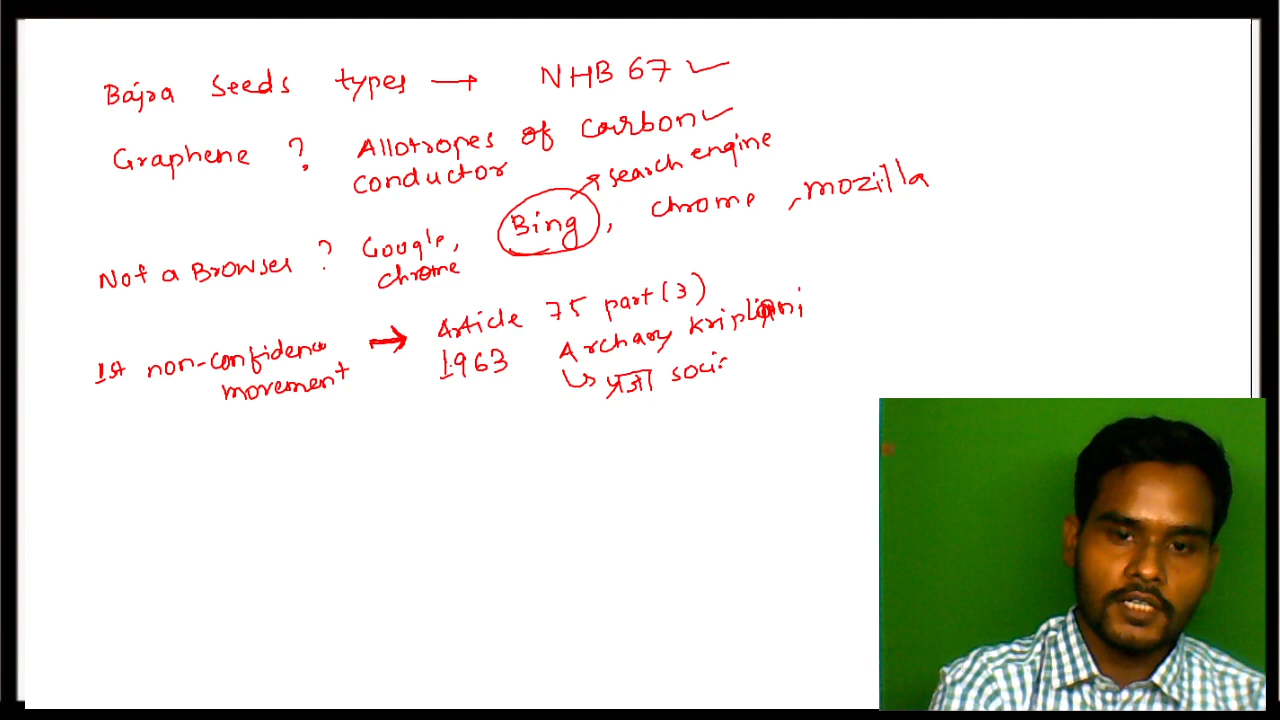 Bajra Seeds types → NHB 67 ✓
Graphene ? Allotropes of carbon ✓
conductor
search engine
Not a Browser ? Google, Bing, chrome, mozilla
chrome
1st non-confidence → Article 75 part(3)
movement 1963 Archary kriplani
↳ प्रजा soci